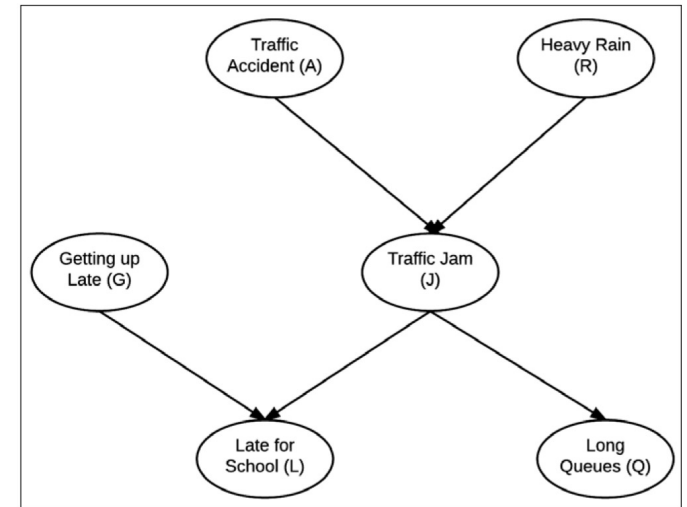 Traffic
Accident (A)
Heavy Rain
(R)
Getting up
Late (G)
Traffic Jam
(J)
Late for
School (L)
Long
Queues (Q)